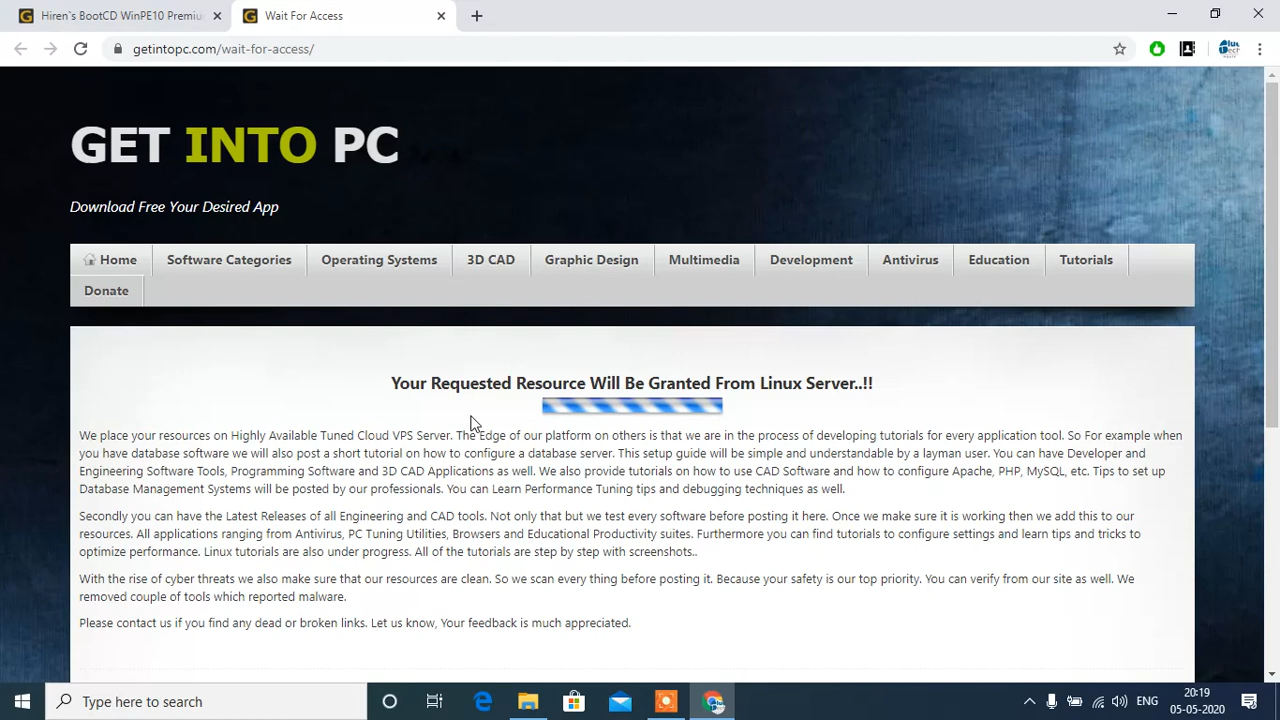 Hiren`s BootCD WinPE10 Premiu
Wait For Access
getintopc.com/wait-for-access/
GET INTO PC
Download Free Your Desired App
Home
Software Categories
Operating Systems
3D CAD
Graphic Design
Multimedia
Development
Antivirus
Education
Tutorials
Donate
Your Requested Resource Will Be Granted From Linux Server..!!
We place your resources on Highly Available Tuned Cloud VPS Server. The Edge of our platform on others is that we are in the process of developing tutorials for every application tool. So For example when
you have database software we will also post a short tutorial on how to configure a database server. This setup guide will be simple and understandable by a layman user. You can have Developer and
Engineering Software Tools, Programming Software and 3D CAD Applications as well. We also provide tutorials on how to use CAD Software and how to configure Apache, PHP, MySQL, etc. Tips to set up
Database Management Systems will be posted by our professionals. You can Learn Performance Tuning tips and debugging techniques as well.
Secondly you can have the Latest Releases of all Engineering and CAD tools. Not only that but we test every software before posting it here. Once we make sure it is working then we add this to our
resources. All applications ranging from Antivirus, PC Tuning Utilities, Browsers and Educational Productivity suites. Furthermore you can find tutorials to configure settings and learn tips and tricks to
optimize performance. Linux tutorials are also under progress. All of the tutorials are step by step with screenshots..
With the rise of cyber threats we also make sure that our resources are clean. So we scan every thing before posting it. Because your safety is our top priority. You can verify from our site as well. We
removed couple of tools which reported malware.
Please contact us if you find any dead or broken links. Let us know, Your feedback is much appreciated.
Type here to search
ENG
20:19
05-05-2020